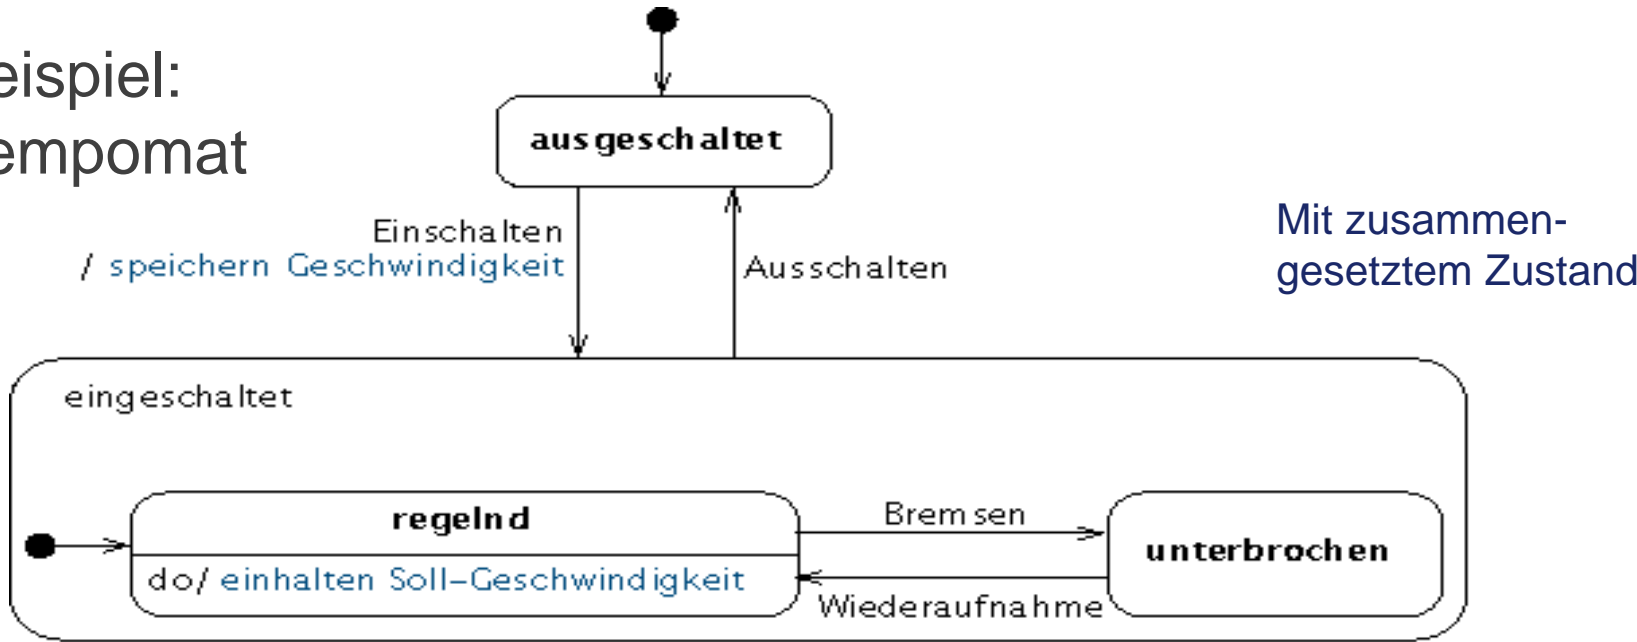 eispiel:
empomat
ausgeschaltet
Einschalten
/ speichern Geschwindigkeit
Ausschalten
Mit zusammen-
gesetztem Zustand
eingeschaltet
regelnd
do/ einhalten Soll-Geschwindigkeit
Bremsen
Wiederaufnahme
unterbrochen